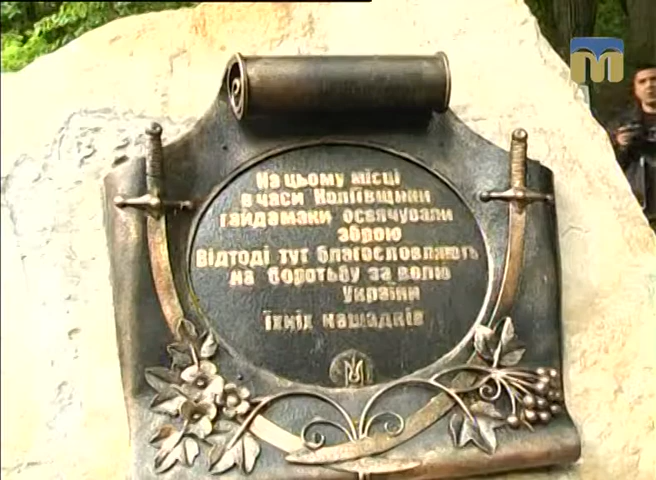 На цьому місці
в часи Коліївщини
гайдамаки освячували
зброю
Відтоді тут благословляють
на боротьбу за волю
України
їхніх нащадків
М